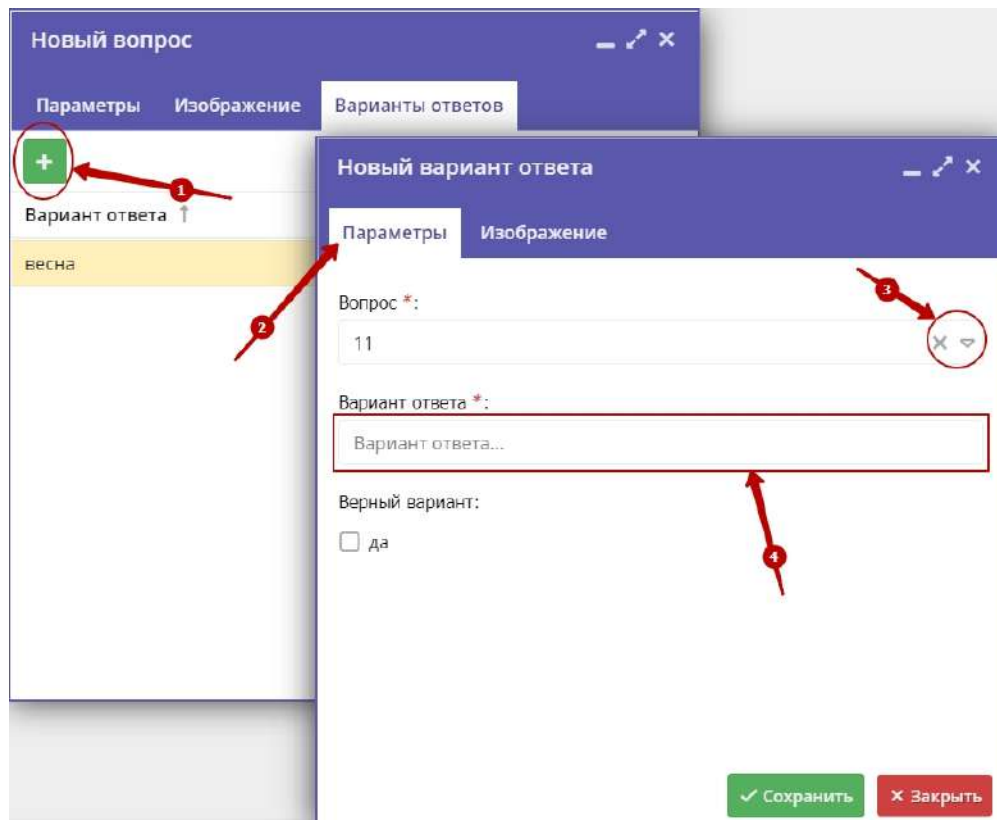 Новый вопрос
Параметры Изображение Варианты ответов
+
1
Вариант ответа ↑
весна
Новый вариант ответа
Параметры Изображение
2
3
Вопрос *:
11
Вариант ответа *:
Вариант ответа...
4
Верный вариант:
да
Сохранить
Закрыть